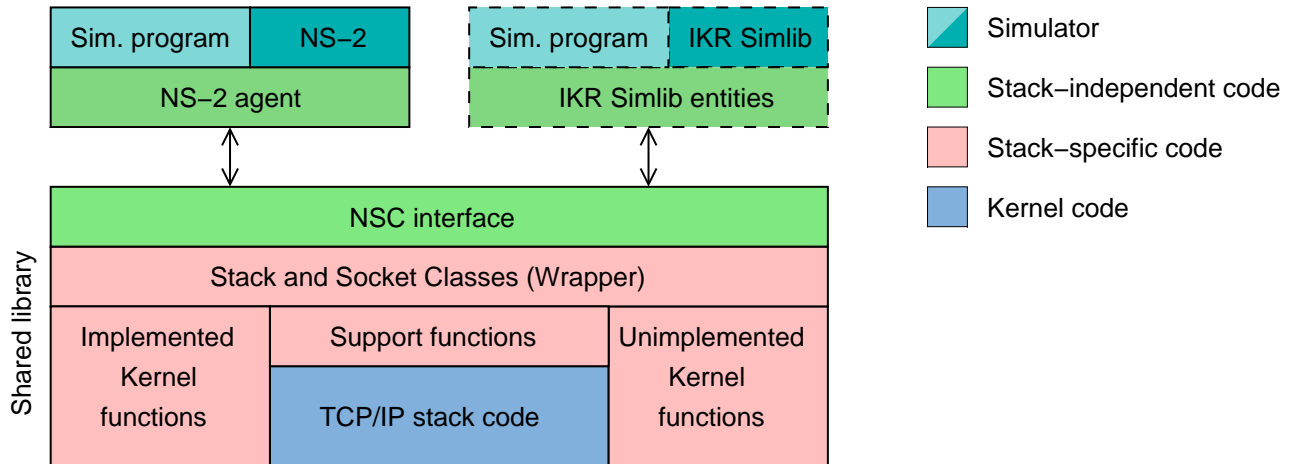 Sim. program
NS−2
NS−2 agent
Sim. program
IKR Simlib
IKR Simlib entities
NSC interface
Stack and Socket Classes (Wrapper)
Implemented
Kernel
functions
Support functions
TCP/IP stack code
Unimplemented
Kernel
functions
Shared library
Simulator
Stack−independent code
Stack−specific code
Kernel code